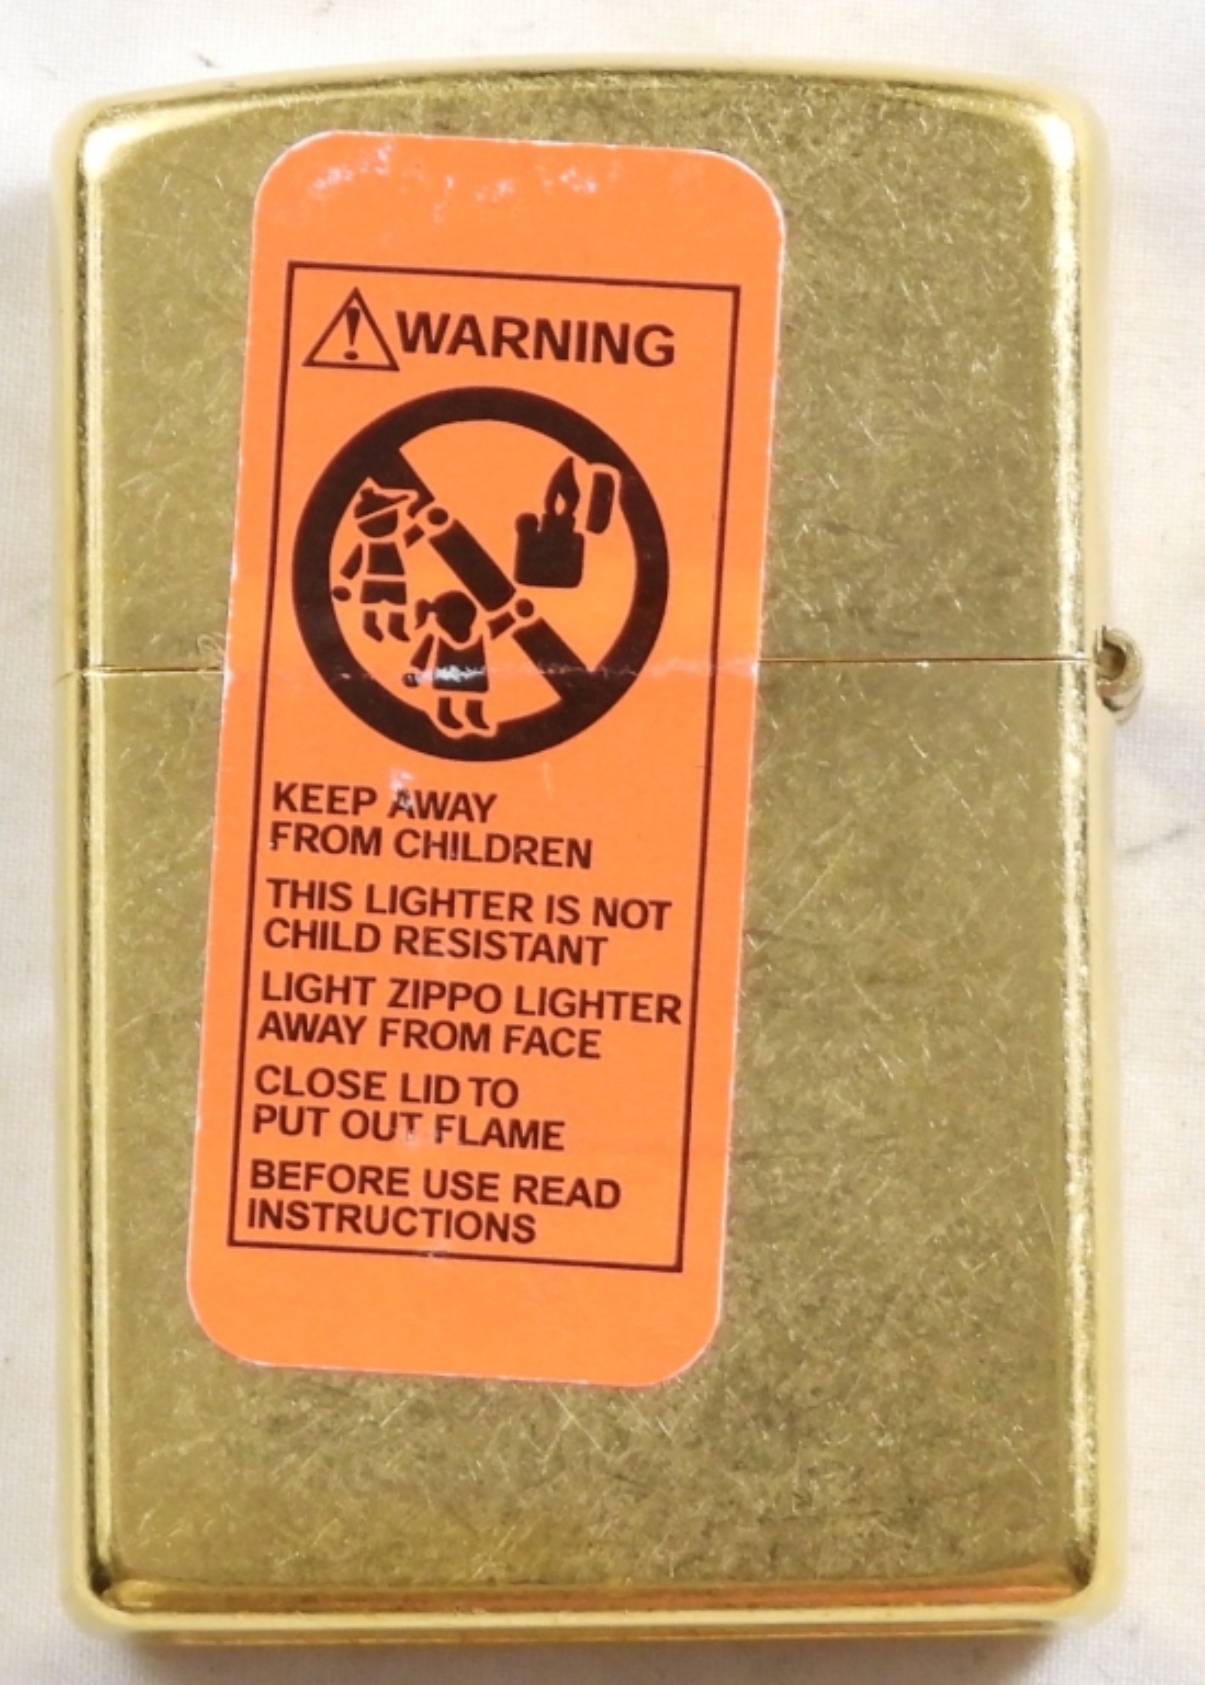 WARNING
KEEP AWAY
FROM CHILDREN
THIS LIGHTER IS NOT
CHILD RESISTANT
LIGHT ZIPPO LIGHTER
AWAY FROM FACE
CLOSE LID TO
PUT OUT FLAME
BEFORE USE READ
INSTRUCTIONS